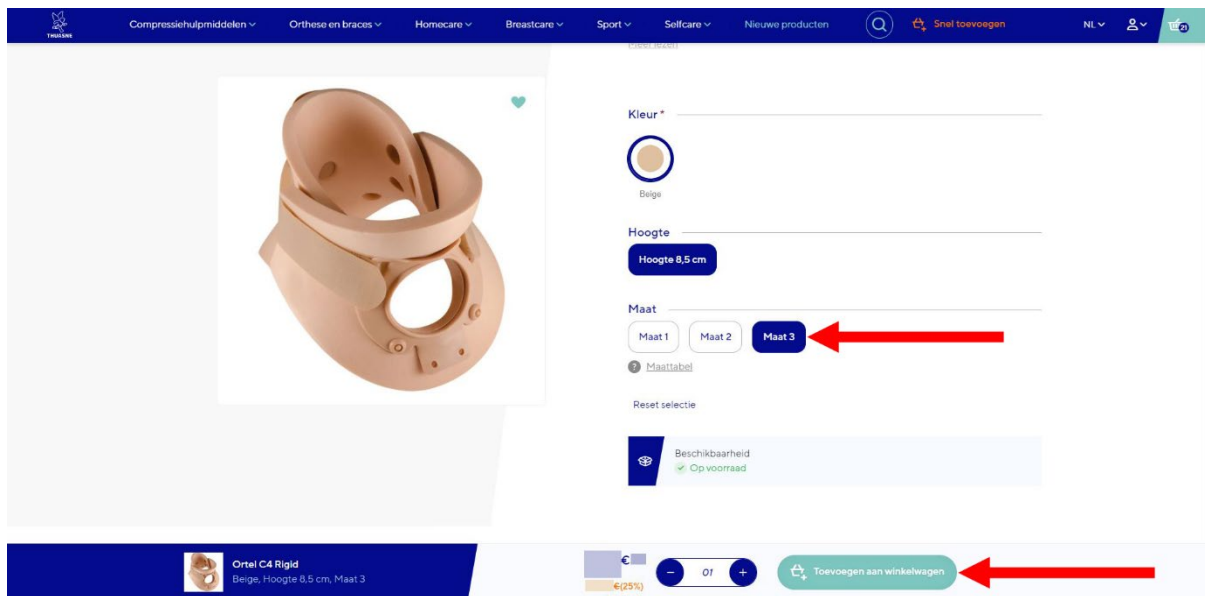 THUASNE
Compressiehulpmiddelen Orthese en braces Homecare Breastcare Sport Selfcare Nieuwe producten Snel toevoegen NL 21
Meer lezen
Kleur *
Beige
Hoogte
Hoogte 8,5 cm
Maat
Maat 1 Maat 2 Maat 3
? Maattabel
Reset selectie
Beschikbaarheid
Op voorraad
Ortel C4 Rigid
Beige, Hoogte 8,5 cm, Maat 3
€
€(25%)
- 01 +
Toevoegen aan winkelwagen